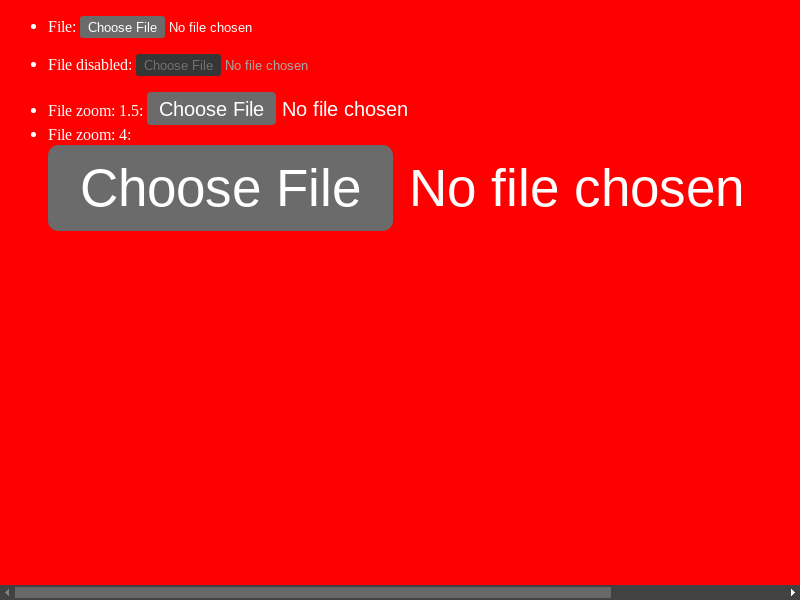 File: Choose File No file chosen
File disabled: Choose File No file chosen
File zoom: 1.5: Choose File No file chosen
File zoom: 4:
Choose File No file chosen